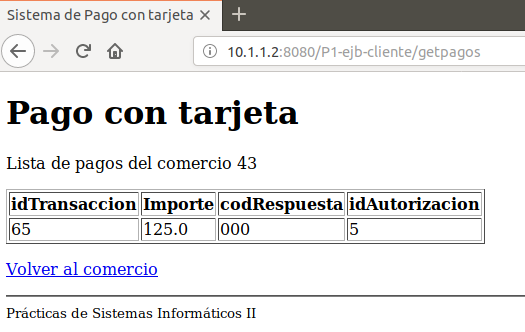 Sistema de Pago con tarjeta
10.1.1.2:8080/P1-ejb-cliente/getpagos
Pago con tarjeta
Lista de pagos del comercio 43
idTransaccion Importe codRespuesta idAutorizacion
65 125.0 000 5
Volver al comercio
Prácticas de Sistemas Informáticos II